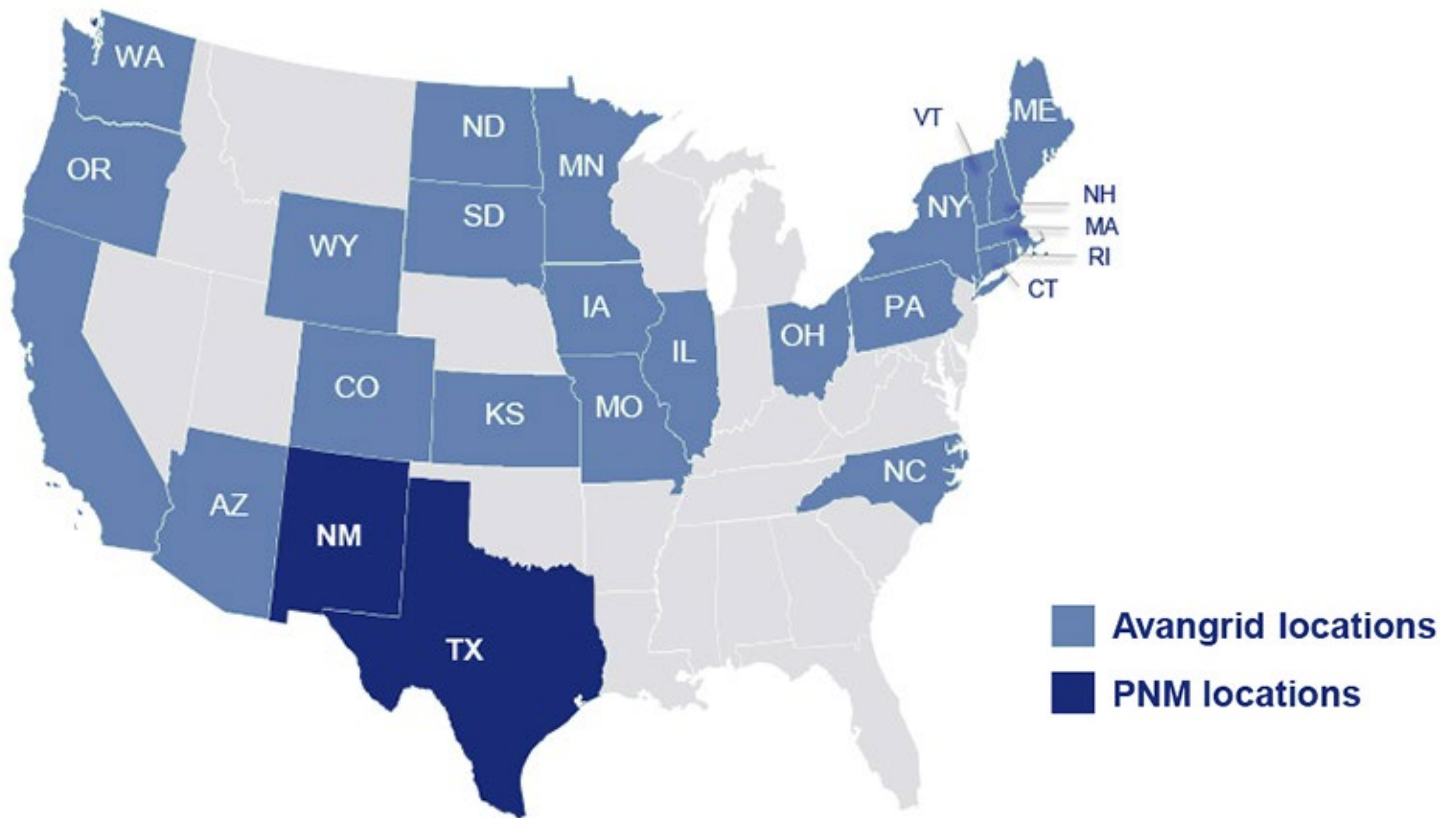 WA
ME
VT
ND
MN
OR
NH
NY
SD
MA
WY
RI
CT
IA
PA
OH
IL
CO
MO
KS
NC
AZ
NM
Avangrid locations
TX
PNM locations